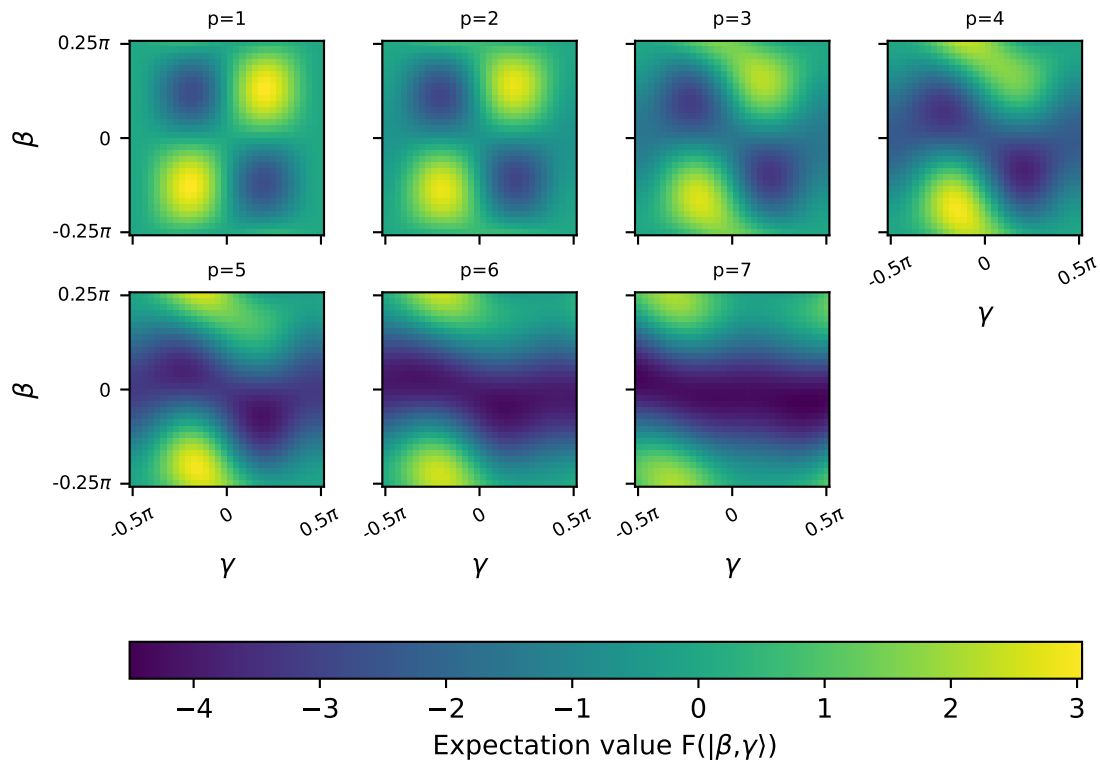 p=1 p=2 p=3 p=4
0.25π
β
0
-0.25π
-0.5π 0 0.5π
γ
p=5 p=6 p=7
0.25π
β
0
-0.25π
-0.5π 0 0.5π -0.5π 0 0.5π -0.5π 0 0.5π
γ γ γ
−4 −3 −2 −1 0 1 2 3
Expectation value F(|β,γ⟩)